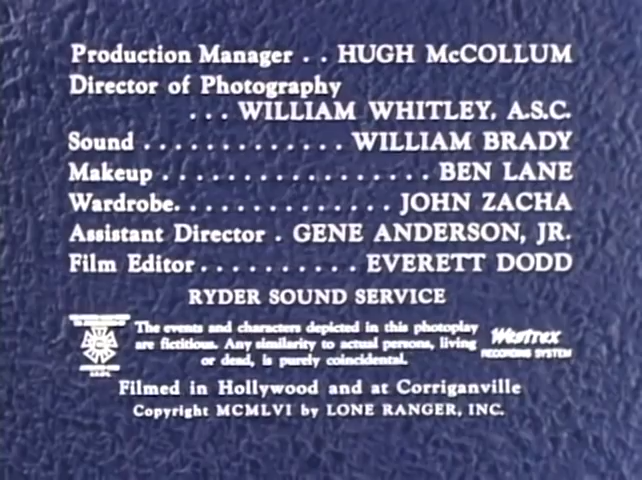 Production Manager . . HUGH McCOLLUM
Director of Photography
. . . WILLIAM WHITLEY, A.S.C.
Sound . . . . . . . . . . . . . WILLIAM BRADY
Makeup . . . . . . . . . . . . . . . . . BEN LANE
Wardrobe. . . . . . . . . . . . . . . JOHN ZACHA
Assistant Director . GENE ANDERSON, JR.
Film Editor . . . . . . . . . . EVERETT DODD
RYDER SOUND SERVICE
The events and characters depicted in this photoplay
are fictitious. Any similarity to actual persons, living
or dead, is purely coincidental.
Westrex
RECORDING SYSTEM
Filmed in Hollywood and at Corriganville
Copyright MCMLVI by LONE RANGER, INC.